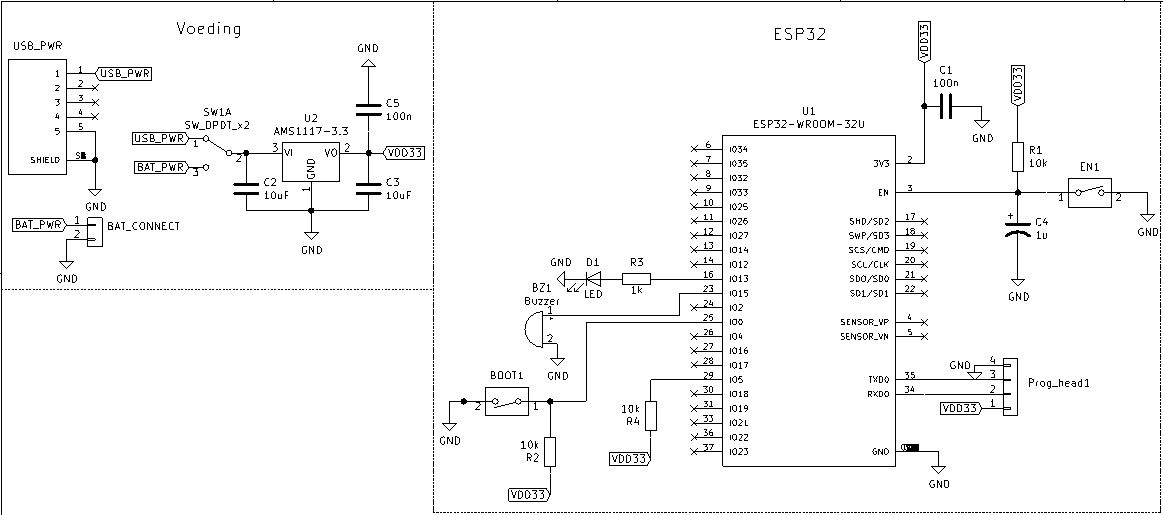 Voeding
USB_PWR
1 1 USB_PWR
2 2
3 3
4 4
5 5
SHIELD
GND
BAT_PWR 1 BAT_CONNECT
2
GND
SW1A
SW_DPDT_x2
USB_PWR 1
2
BAT_PWR 3
U2
AMS1117-3.3
3 VI VO 2
GND
1
VDD33
GND
C5
100n
C2
10uF
C3
10uF
GND
ESP32
VDD33
C1
100n
GND
U1
ESP32-WROOM-32U
6 IO34
7 IO35
8 IO32
9 IO33
10 IO25
11 IO26
12 IO27
13 IO14
14 IO12
16 IO13
23 IO15
24 IO2
25 IO0
26 IO4
27 IO16
28 IO17
29 IO5
30 IO18
31 IO19
33 IO21
36 IO22
37 IO23
3V3 2
EN 3
SHD/SD2 17
SWP/SD3 18
SCS/CMD 19
SCL/CLK 20
SD0/SD0 21
SD1/SD1 22
SENSOR_VP 4
SENSOR_VN 5
TXD0 35
RXD0 34
GND
GND
VDD33
R1
10k
EN1
1 2
GND
+ C4
1u
GND
GND D1 R3
LED 1k
BZ1
Buzzer
1
2
GND
BOOT1
2 1
GND
10k
R2
VDD33
10k
R4
VDD33
GND 4
3
2
VDD33 1
Prog_head1